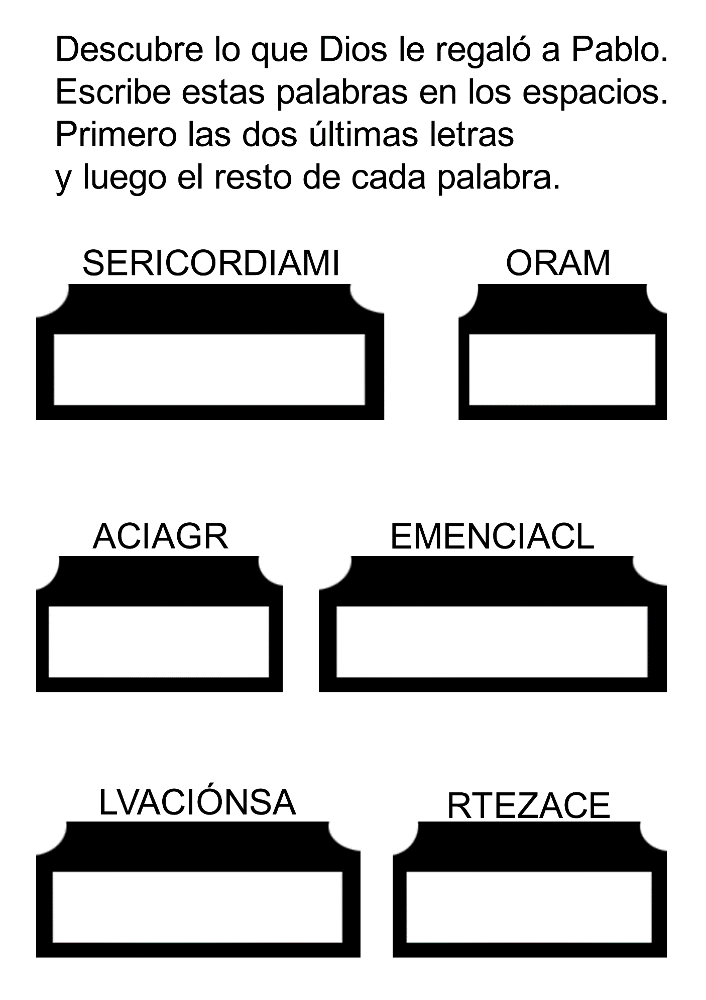 Descubre lo que Dios le regaló a Pablo.
Escribe estas palabras en los espacios.
Primero las dos últimas letras
y luego el resto de cada palabra.
SERICORDIAMI
ORAM
ACIAGR
EMENCIACL
LVACIÓNSA
RTEZACE